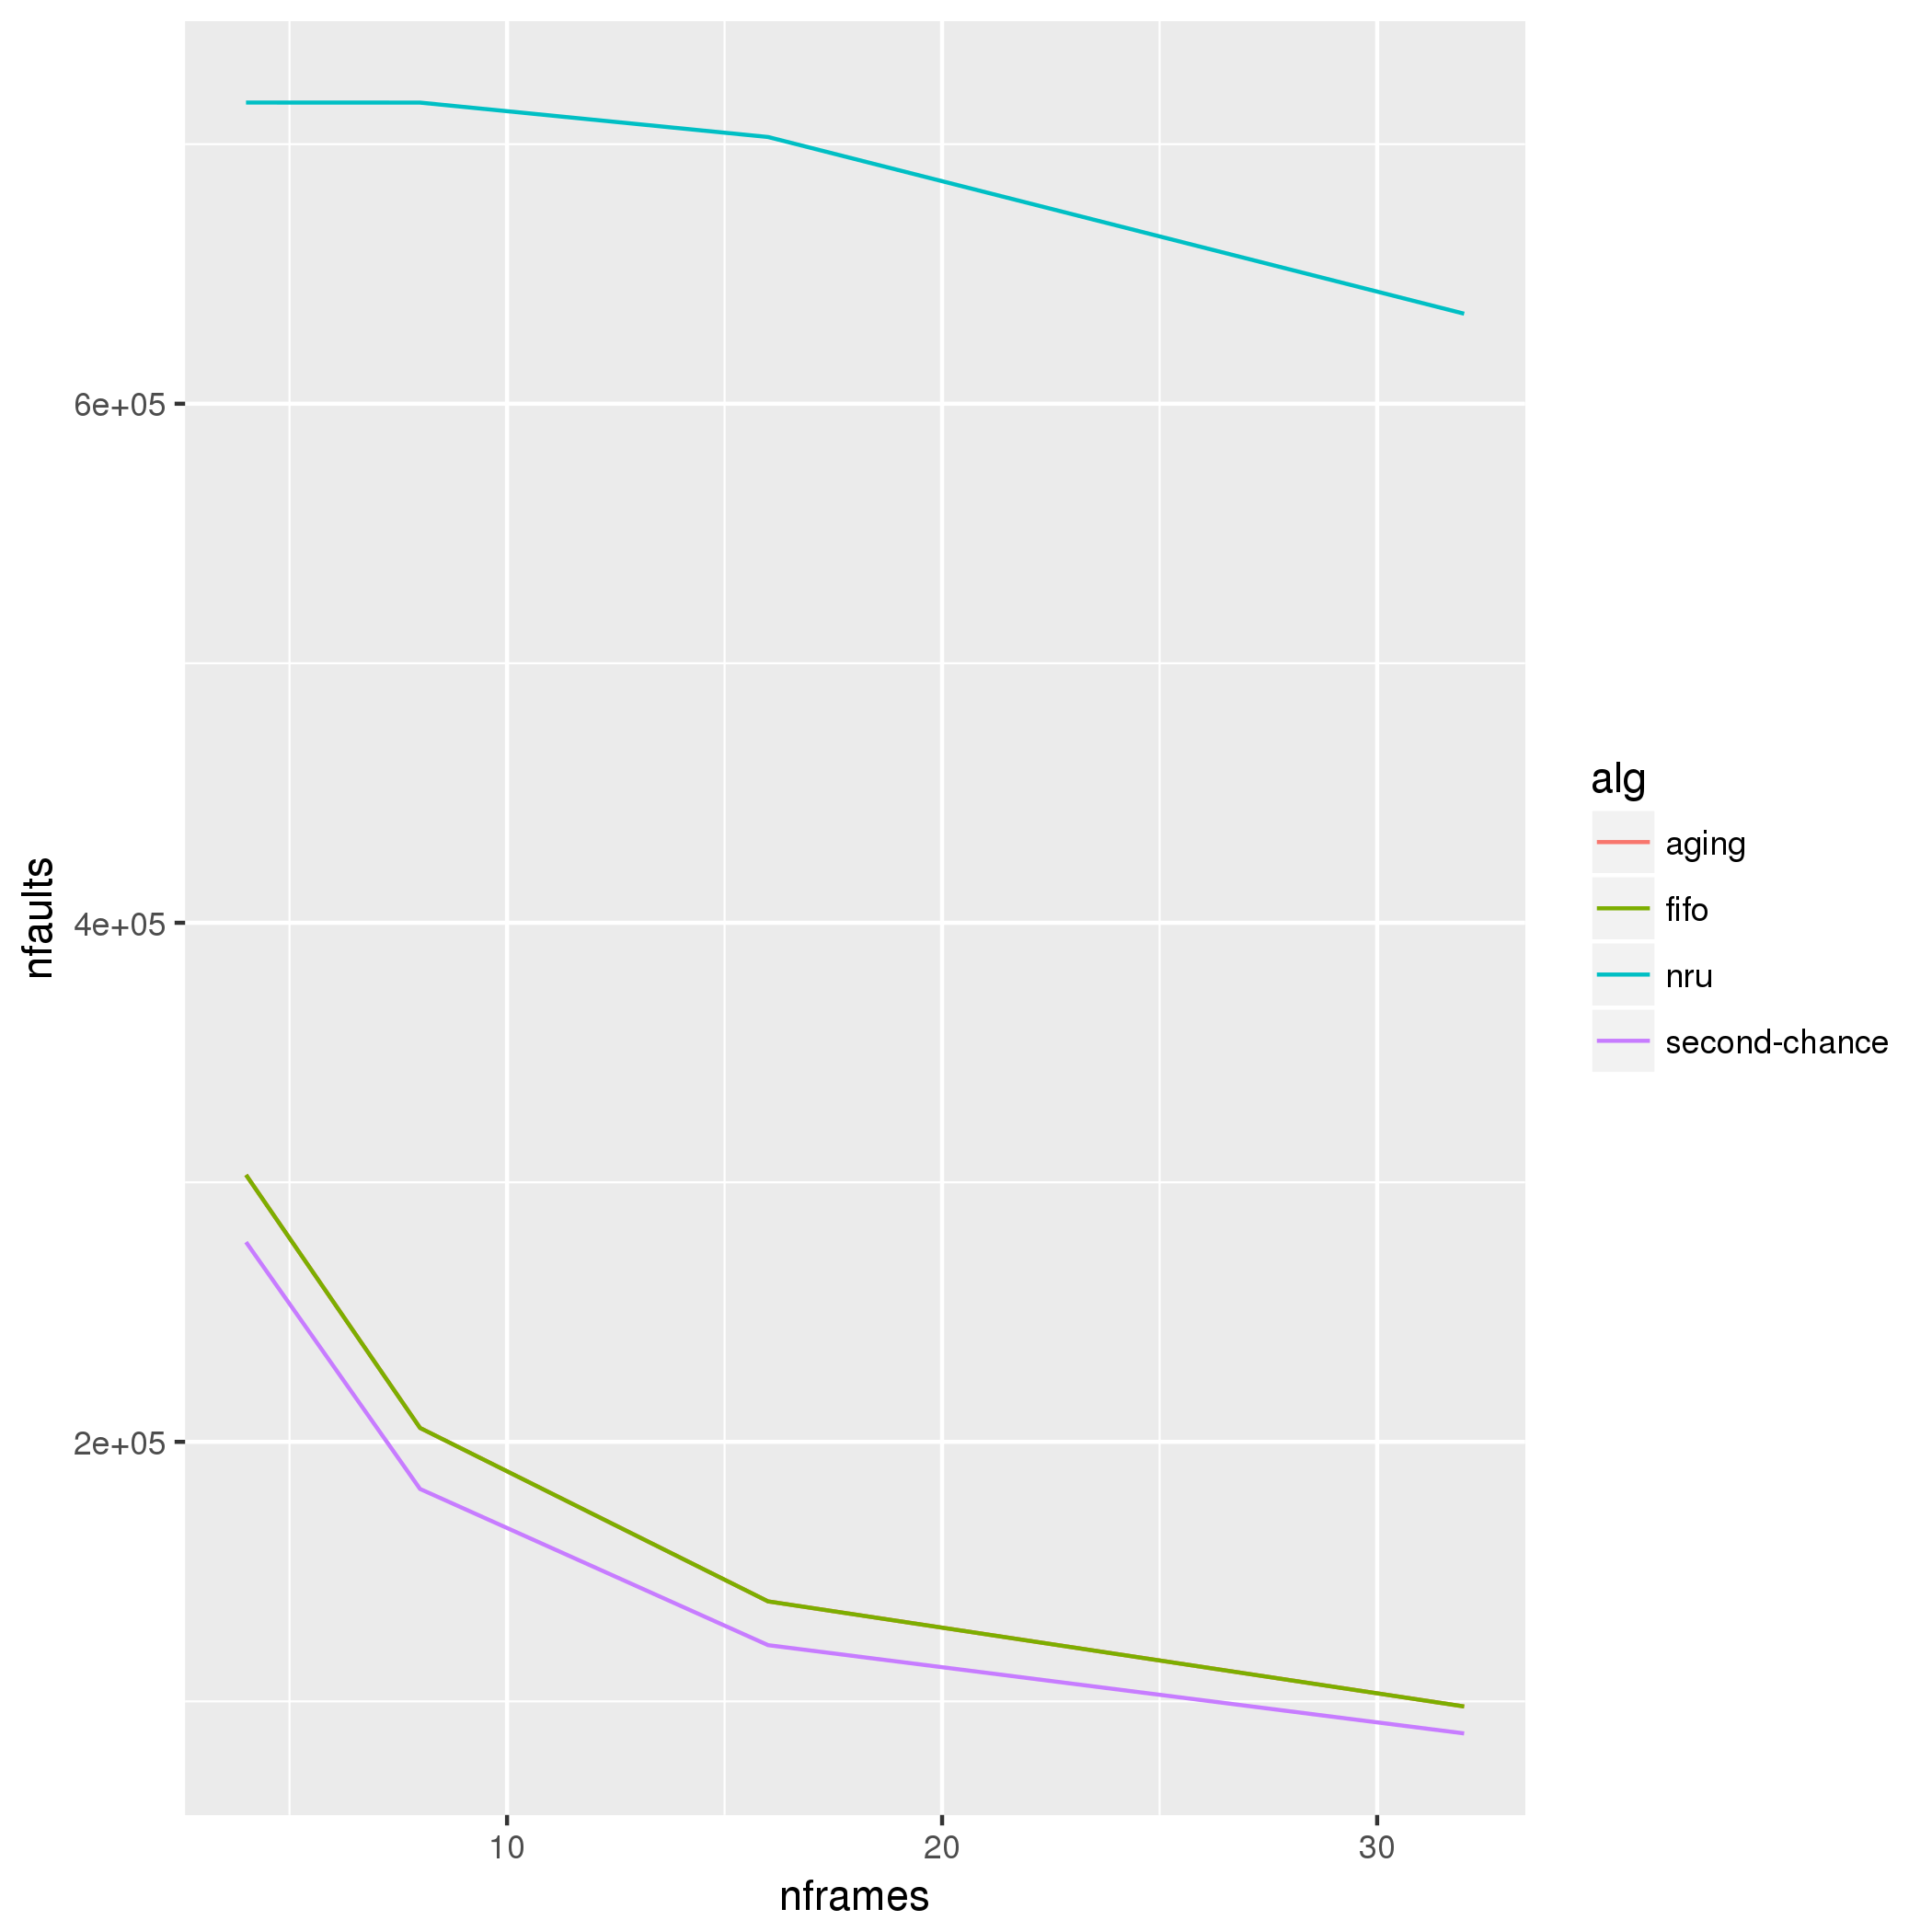 nfaults
6e+05
4e+05
2e+05
10 20 30
nframes
alg
aging
fifo
nru
second-chance